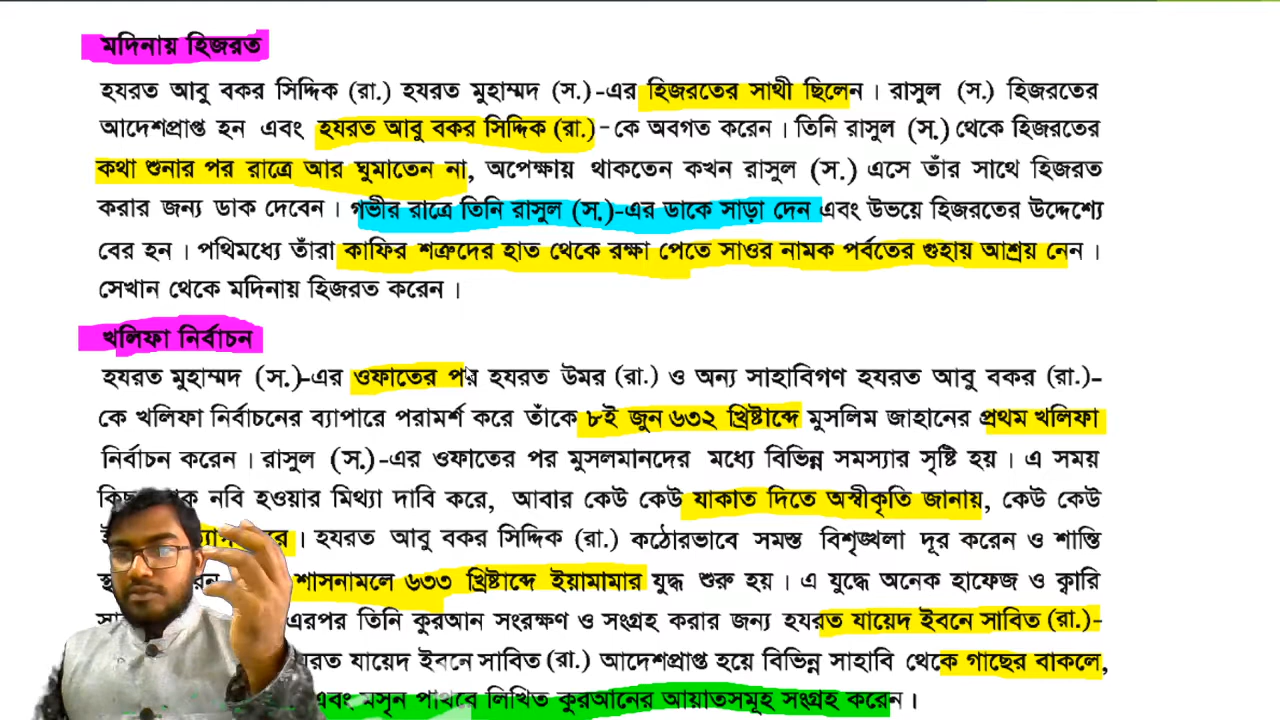 মদিনায় হিজরত
হযরত আবু বকর সিদ্দিক (রা.) হযরত মুহাম্মদ (স.)-এর হিজরতের সাথী ছিলেন। রাসুল (স.) হিজরতের
আদেশপ্রাপ্ত হন এবং হযরত আবু বকর সিদ্দিক (রা.)-কে অবগত করেন। তিনি রাসুল (স.) থেকে হিজরতের
কথা শুনার পর রাত্রে আর ঘুমাতেন না, অপেক্ষায় থাকতেন কখন রাসুল (স.) এসে তাঁর সাথে হিজরত
করার জন্য ডাক দেবেন। গভীর রাত্রে তিনি রাসুল (স.)-এর ডাকে সাড়া দেন এবং উভয়ে হিজরতের উদ্দেশ্যে
বের হন। পথিমধ্যে তাঁরা কাফির শত্রুদের হাত থেকে রক্ষা পেতে সাওর নামক পর্বতের গুহায় আশ্রয় নেন।
সেখান থেকে মদিনায় হিজরত করেন।
খলিফা নির্বাচন
হযরত মুহাম্মদ (স.)-এর ওফাতের পর হযরত উমর (রা.) ও অন্য সাহাবিগণ হযরত আবু বকর (রা.)-
কে খলিফা নির্বাচনের ব্যাপারে পরামর্শ করে তাঁকে ৮ই জুন ৬৩২ খ্রিষ্টাব্দে মুসলিম জাহানের প্রথম খলিফা
নির্বাচন করেন। রাসুল (স.)-এর ওফাতের পর মুসলমানদের মধ্যে বিভিন্ন সমস্যার সৃষ্টি হয়। এ সময়
নবি হওয়ার মিথ্যা দাবি করে, আবার কেউ কেউ যাকাত দিতে অস্বীকৃতি জানায়, কেউ কেউ
। হযরত আবু বকর সিদ্দিক (রা.) কঠোরভাবে সমস্ত বিশৃঙ্খলা দূর করেন ও শান্তি
শাসনামলে ৬৩৩ খ্রিষ্টাব্দে ইয়ামামার যুদ্ধ শুরু হয়। এ যুদ্ধে অনেক হাফেজ ও ক্বারি
এরপর তিনি কুরআন সংরক্ষণ ও সংগ্রহ করার জন্য হযরত যায়েদ ইবনে সাবিত (রা.)-
যায়েদ ইবনে সাবিত (রা.) আদেশপ্রাপ্ত হয়ে বিভিন্ন সাহাবি থেকে গাছের বাকলে,
এবং মসৃন পাথরে লিখিত কুরআনের আয়াতসমূহ সংগ্রহ করেন।